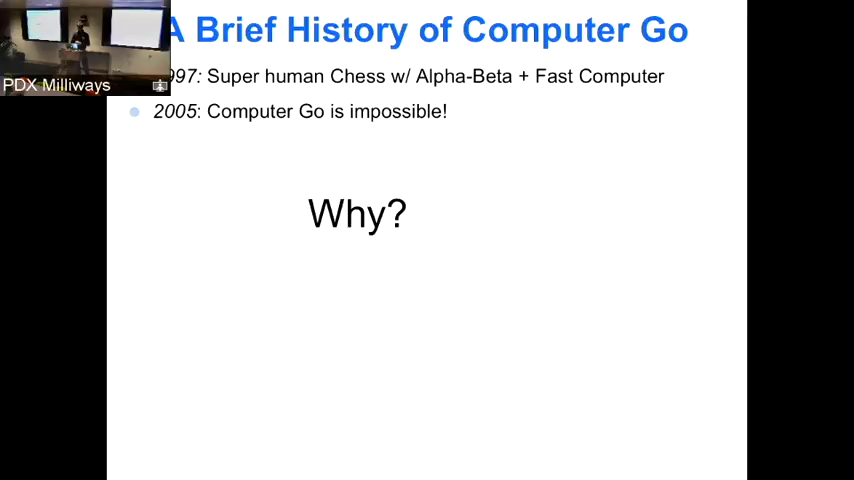 A Brief History of Computer Go
997: Super human Chess w/ Alpha-Beta + Fast Computer
PDX Milliways
2005: Computer Go is impossible!
Why?